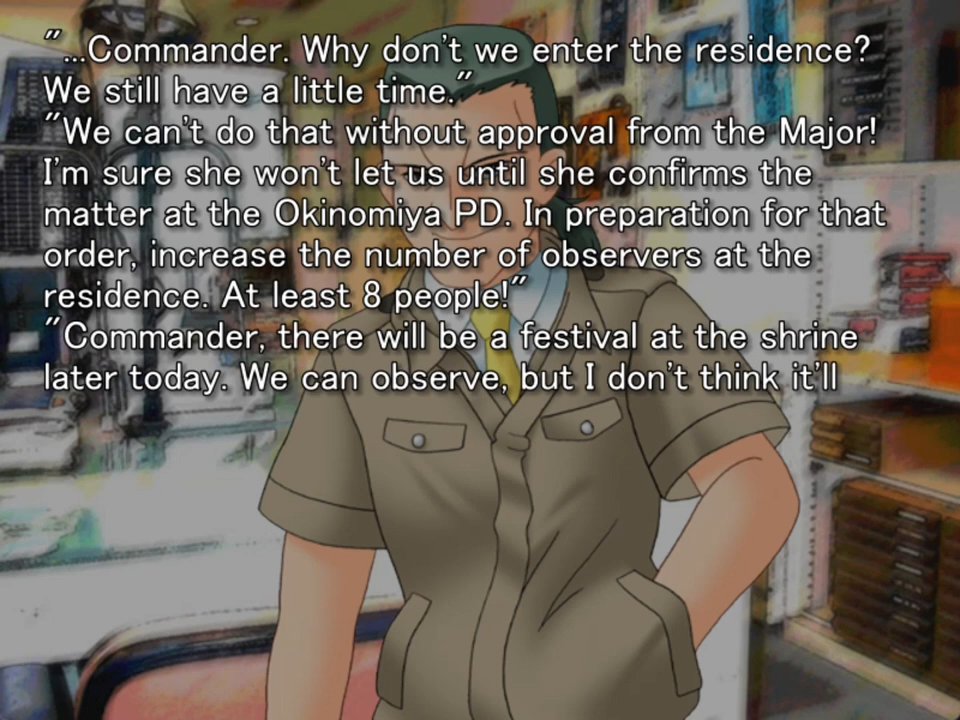 "...Commander. Why don't we enter the residence?
We still have a little time."
"We can't do that without approval from the Major!
I'm sure she won't let us until she confirms the
matter at the Okinomiya PD. In preparation for that
order, increase the number of observers at the
residence. At least 8 people!"
"Commander, there will be a festival at the shrine
later today. We can observe, but I don't think it'll